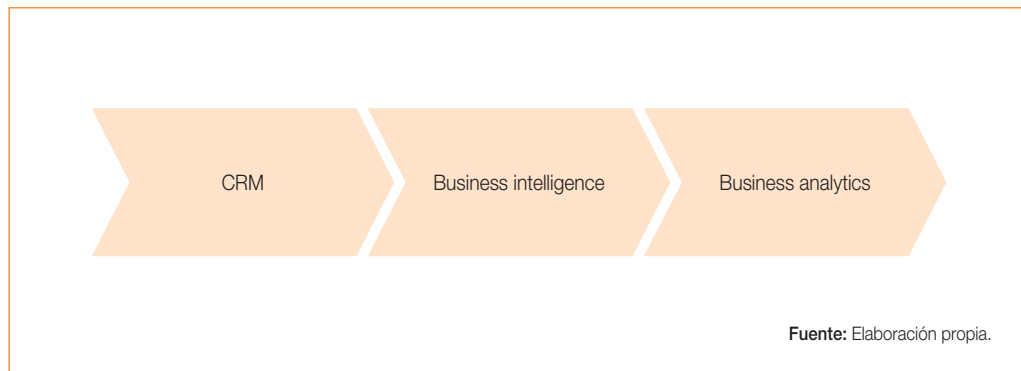 CRM
Business intelligence
Business analytics
Fuente: Elaboración propia.